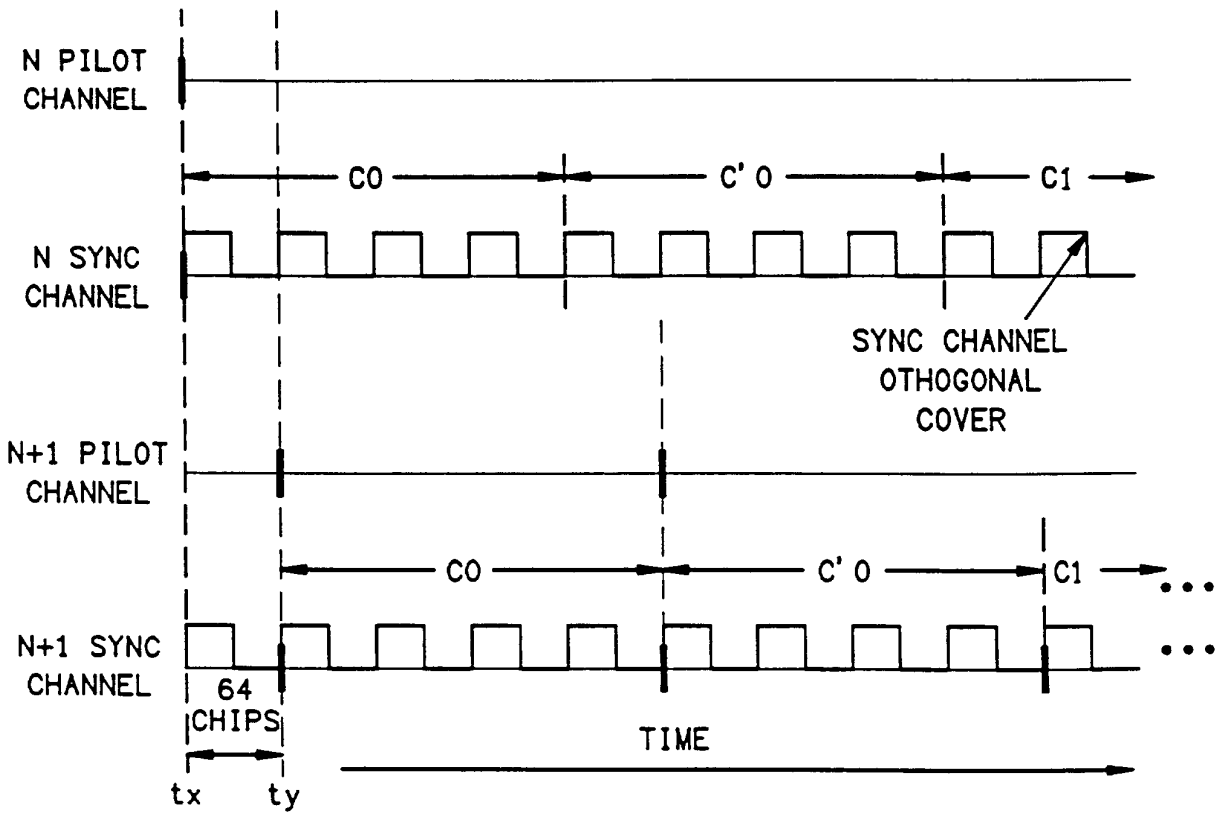 N PILOT
CHANNEL
C0 C'0 C1
N SYNC
CHANNEL
SYNC CHANNEL
OTHOGONAL
COVER
N+1 PILOT
CHANNEL
C0 C'0 C1
...
N+1 SYNC
CHANNEL
...
64
CHIPS
TIME
tx ty